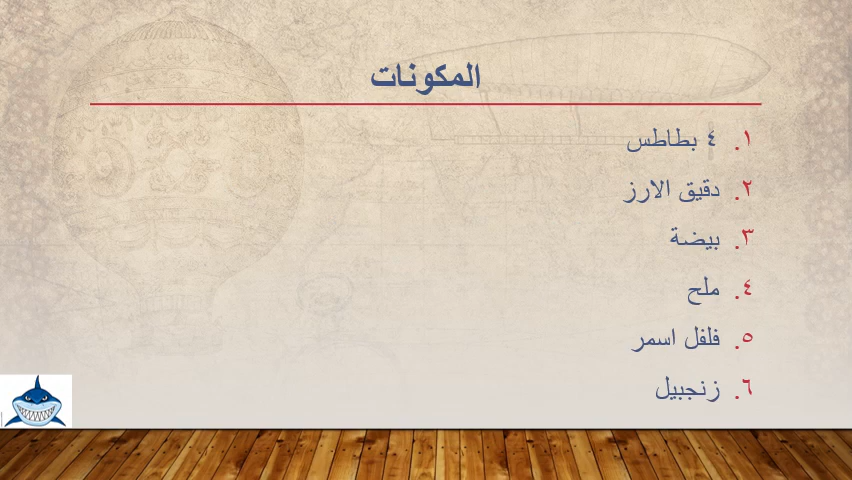 المكونات
١. ٤ بطاطس
٢. دقيق الارز
٣. بيضة
٤. ملح
٥. فلفل اسمر
٦. زنجبيل